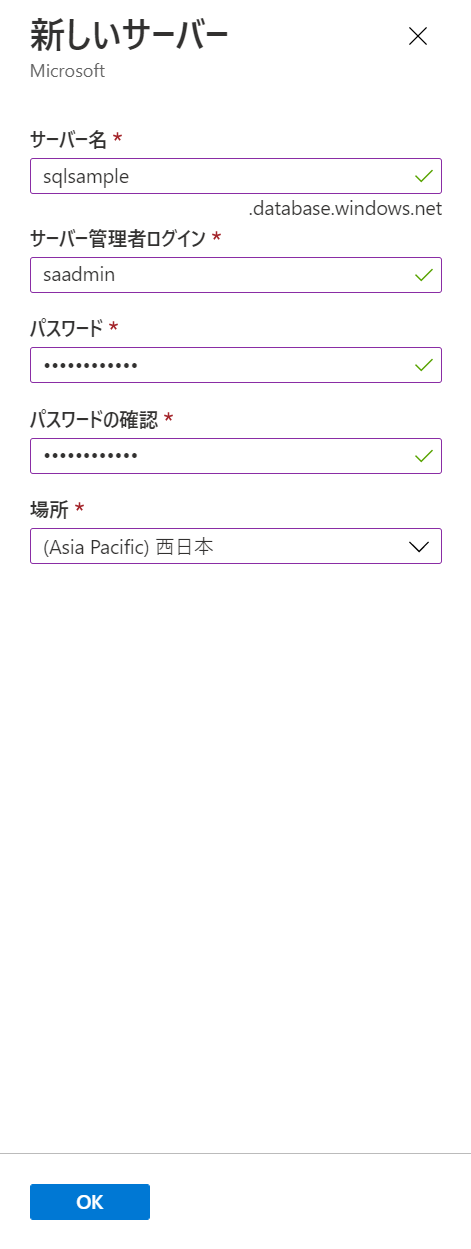 新しいサーバー
Microsoft
サーバー名 *
sqlsample
.database.windows.net
サーバー管理者ログイン *
saadmin
パスワード *
••••••••••••
パスワードの確認 *
••••••••••••
場所 *
(Asia Pacific) 西日本
OK